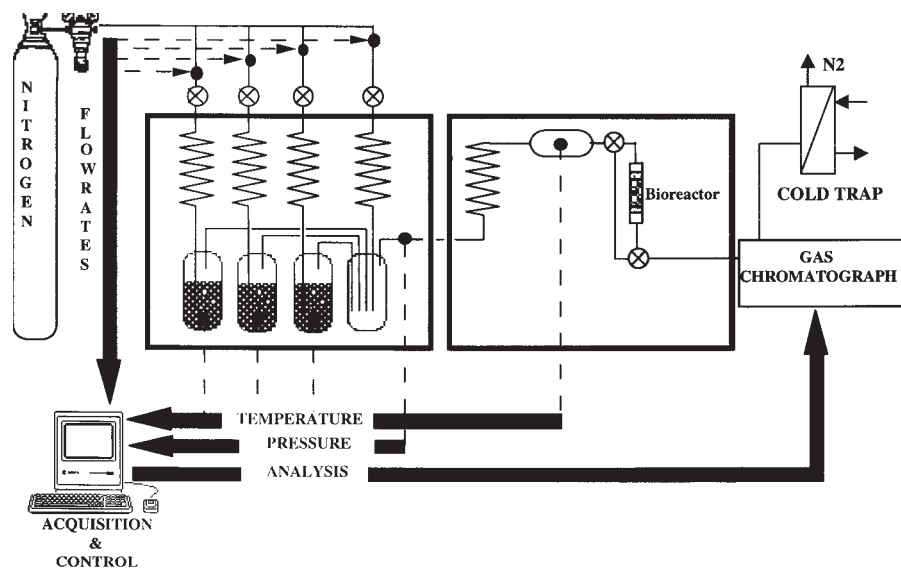 NITROGEN
FLOWRATES
N2
COLD TRAP
Bioreactor
GAS
CHROMATOGRAPH
TEMPERATURE
PRESSURE
ANALYSIS
ACQUISITION
&
CONTROL